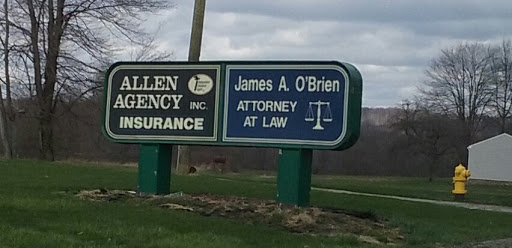 ALLEN
AGENCY INC.
INSURANCE
James A. O'Brien
ATTORNEY
AT LAW